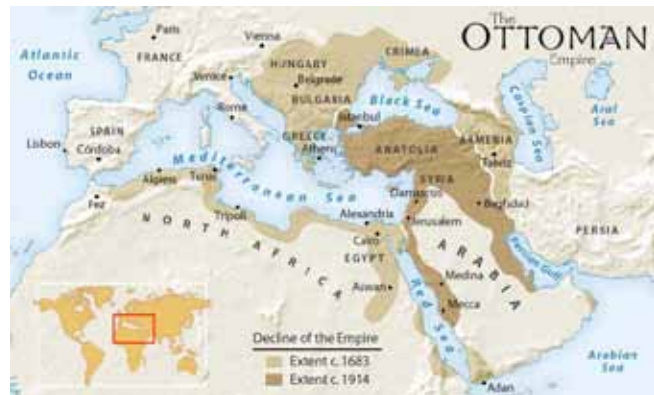 The
OTTOMAN
Empire
Atlantic
Ocean
Paris
FRANCE
Vienna
HUNGARY
CRIMEA
Venice
Belgrade
BULGARIA
Black Sea
Caspian Sea
Aral
Sea
Rome
Istanbul
SPAIN
Lisbon
Córdoba
GREECE
Athens
ANATOLIA
ARMENIA
Tabriz
Mediterranean Sea
Algiers
Tunis
SYRIA
Damascus
Baghdad
Fez
Tripoli
Alexandria
Jerusalem
PERSIA
NORTH AFRICA
Cairo
EGYPT
ARABIA
Persian Gulf
Aswan
Medina
Red Sea
Mecca
Decline of the Empire
Extent c. 1683
Extent c. 1914
Arabian
Sea
Adan